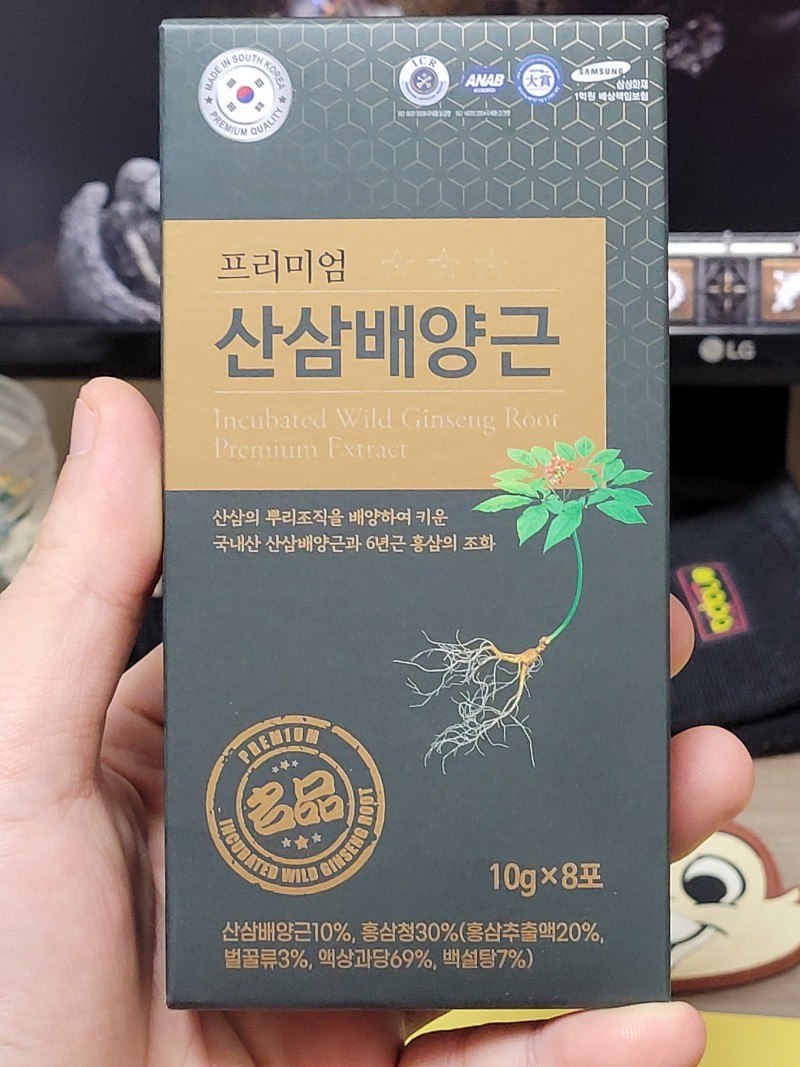 MADE IN SOUTH KOREA
PREMIUM QUALITY
ICR
ANAB
ACCREDITED
大賞
SAMSUNG
삼성화재
1억원 배상책임보험
프리미엄
산삼배양근
Incubated Wild Ginseng Root
Premium Extract
산삼의 뿌리조직을 배양하여 키운
국내산 산삼배양근과 6년근 홍삼의 조화
PREMIUM
名品
INCUBATED WILD GINSENG ROOT
10g×8포
산삼배양근10%, 홍삼청30%(홍삼추출액20%,
벌꿀류3%, 액상과당69%, 백설탕7%)
LG